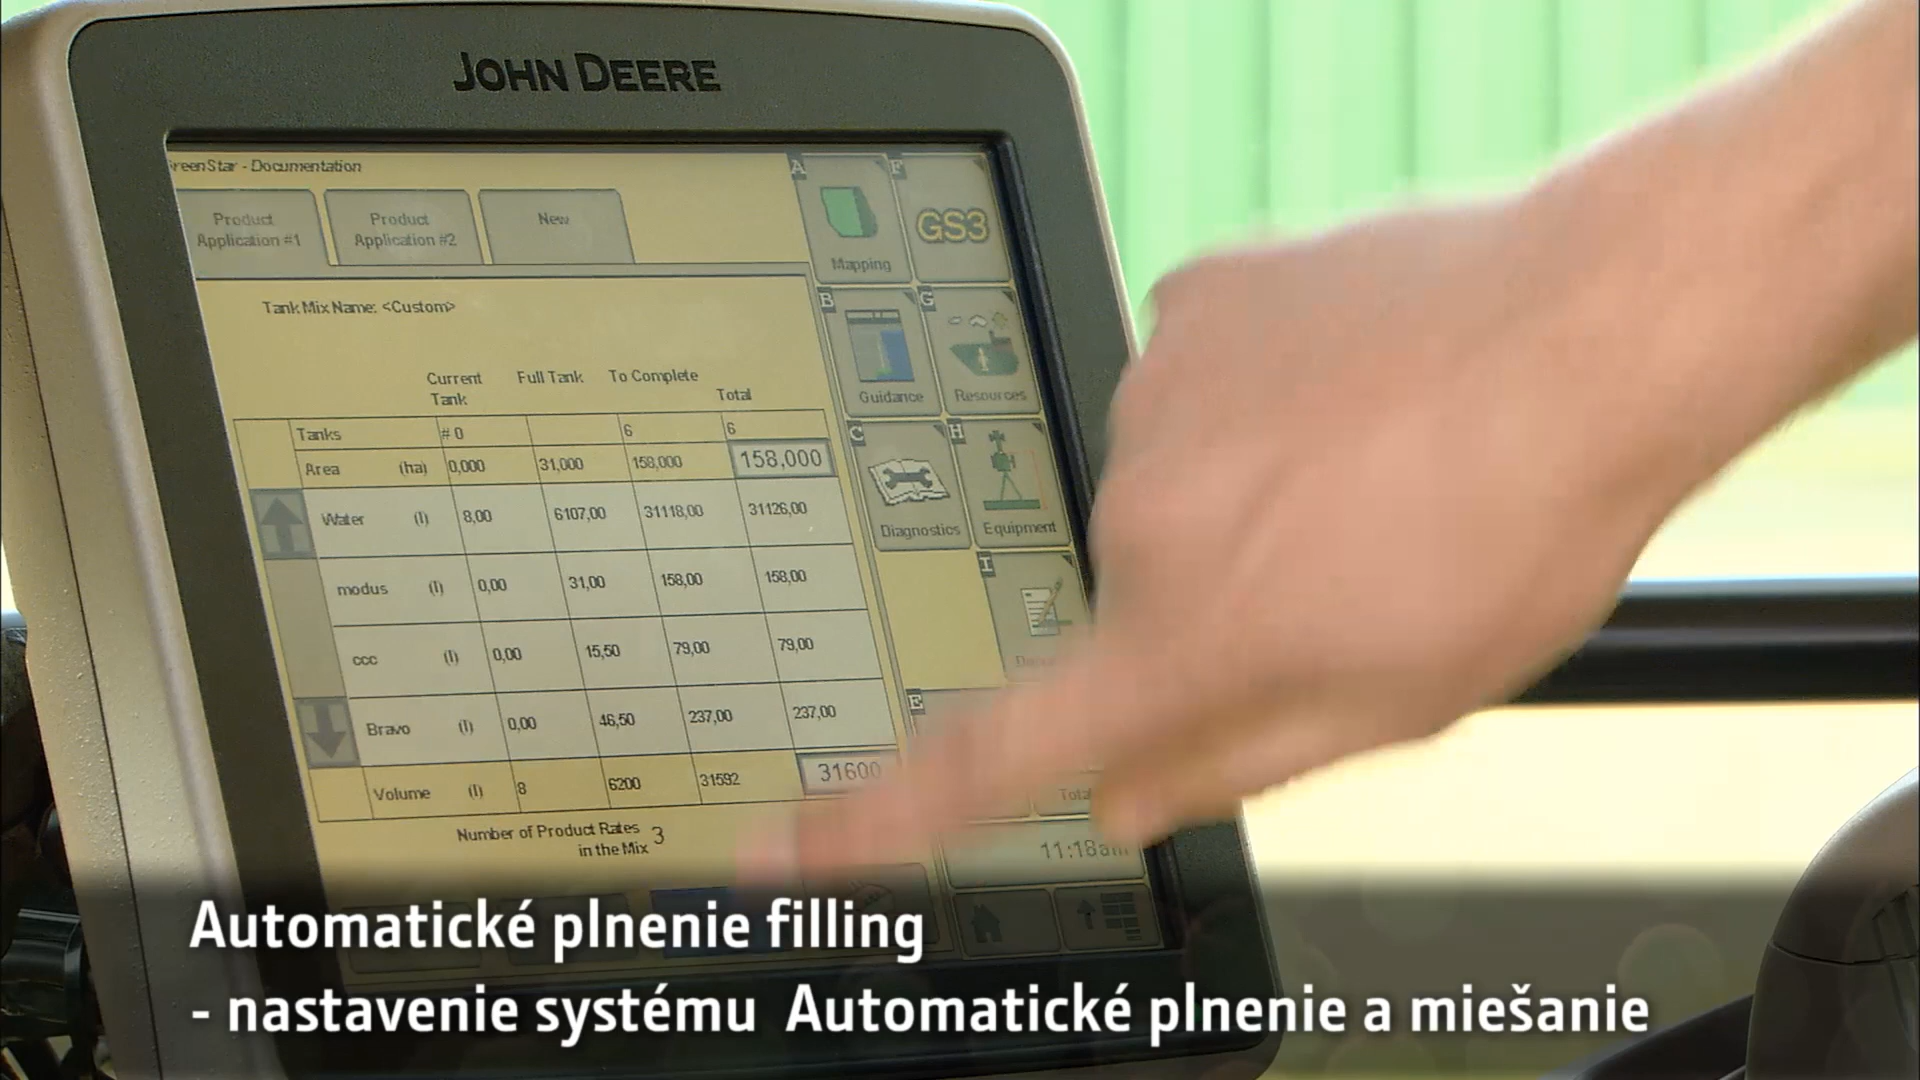 JOHN DEERE
GreenStar - Documentation
Product Application #1
Product Application #2
New
Tank Mix Name: <Custom>
Current Tank Full Tank To Complete Total
Tanks # 0 6 6
Area (ha) 0,000 31,000 158,000 158,000
Water (l) 8,00 6107,00 31118,00 31126,00
modus (l) 0,00 31,00 158,00 158,00
ccc (l) 0,00 15,50 79,00 79,00
Bravo (l) 0,00 46,50 237,00 237,00
Volume (l) 8 6200 31592 31600
Number of Product Rates in the Mix 3
A Mapping
F GS3
B Guidance
G Resources
C Diagnostics
H Equipment
I
E
11:18am
Automatické plnenie filling
- nastavenie systému Automatické plnenie a miešanie